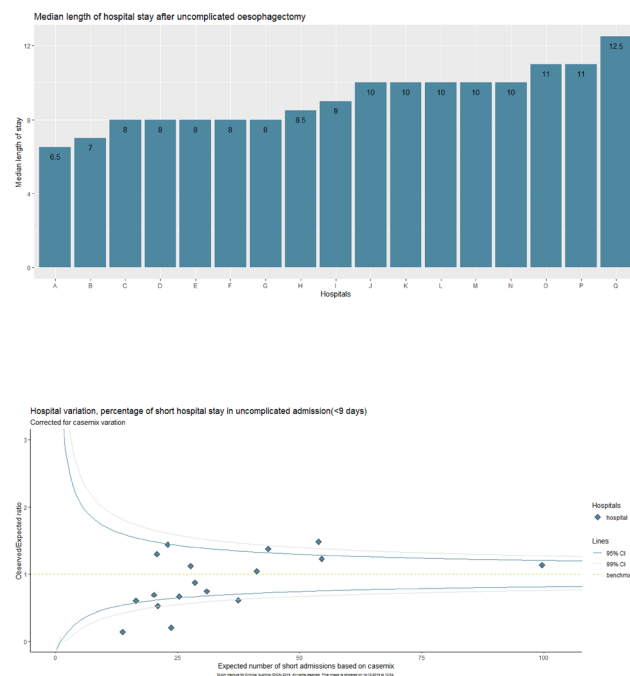 Median length of hospital stay after uncomplicated oesophagectomy
Median length of stay
12
8
4
0
6.5
7
8
8
8
8
8
8.5
9
10
10
10
10
10
11
11
12.5
A B C D E F G H I J K L M N O P Q
Hospitals
Hospital variation, percentage of short hospital stay in uncomplicated admission(<9 days)
Corrected for casemix varation
Observed/Expected ratio
3
2
1
0
0 25 50 75 100
Expected number of short admissions based on casemix
Hospitals
hospital
Lines
95% CI
99% CI
benchma